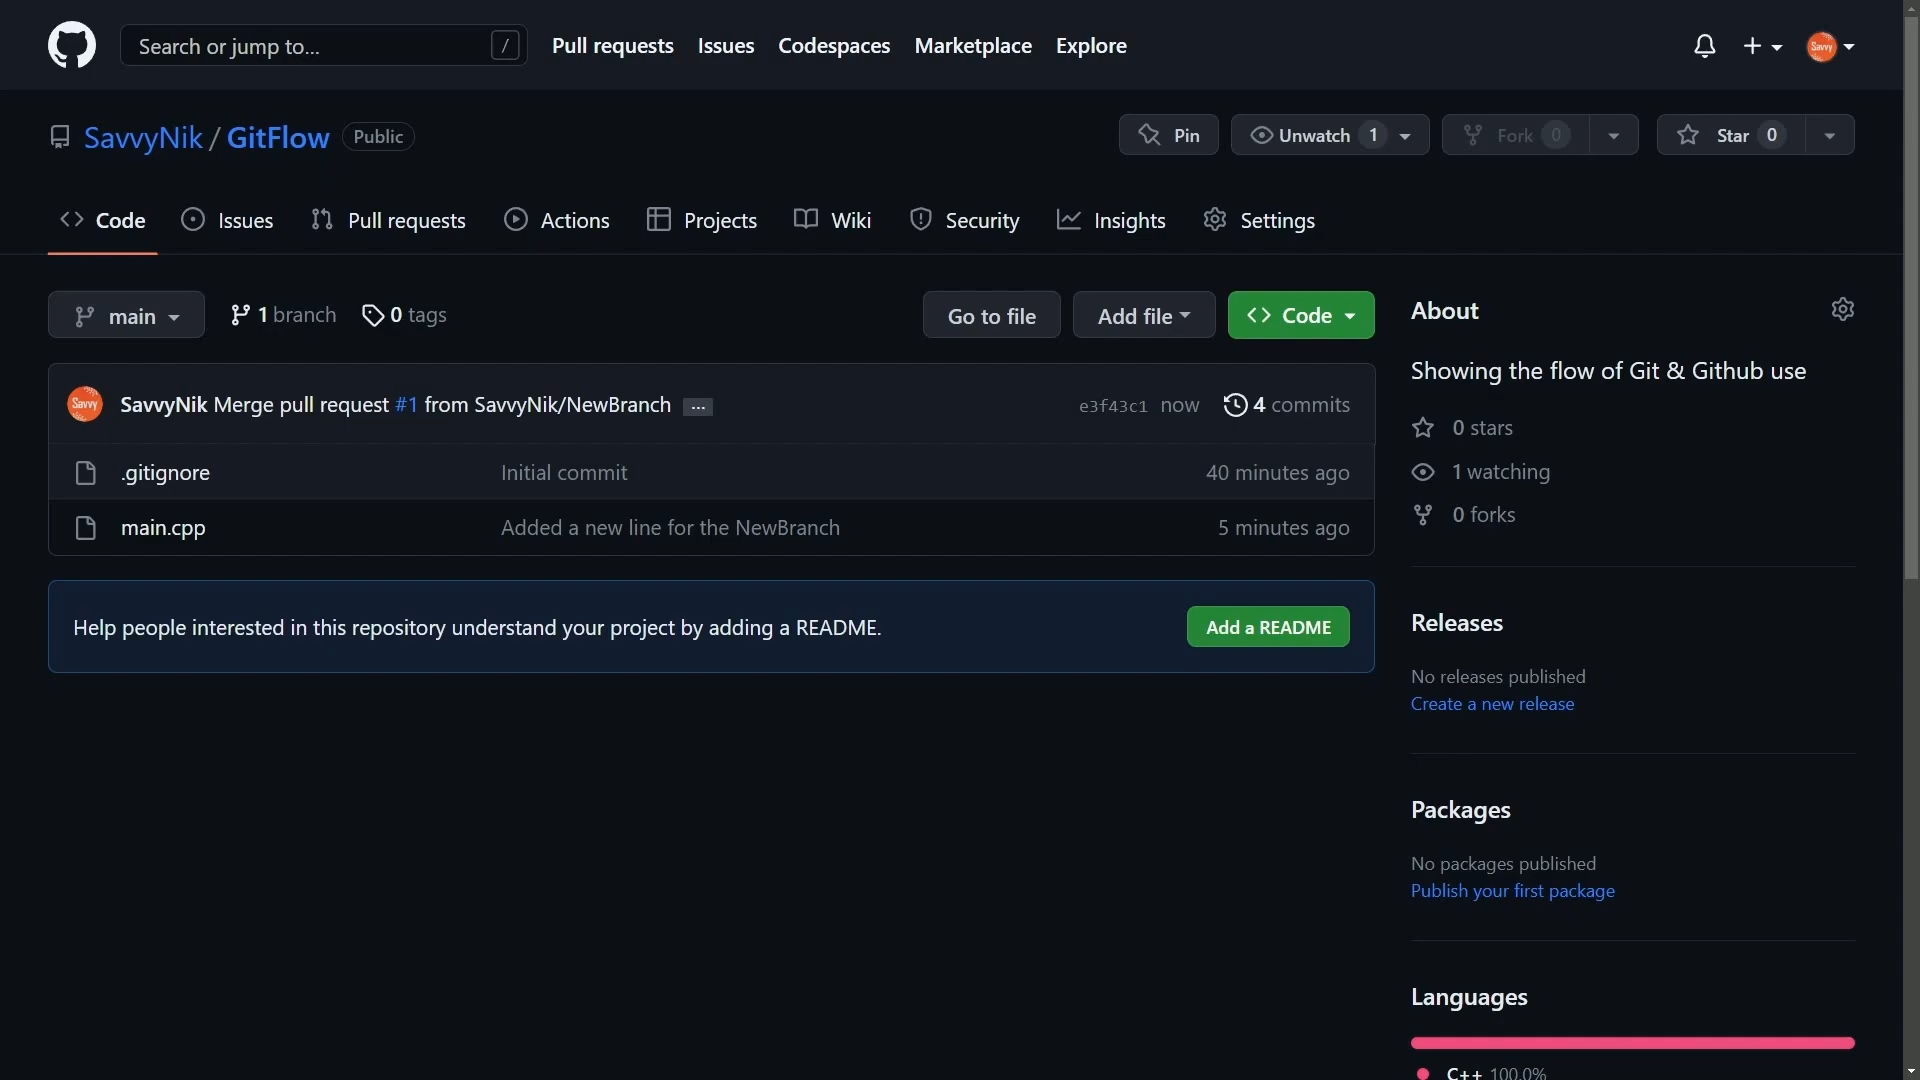 Search or jump to... / Pull requests Issues Codespaces Marketplace Explore Savvy
SavvyNik / GitFlow Public Pin Unwatch 1 Fork 0 Star 0
Code Issues Pull requests Actions Projects Wiki Security Insights Settings
main 1 branch 0 tags Go to file Add file Code
Savvy SavvyNik Merge pull request #1 from SavvyNik/NewBranch ... e3f43c1 now 4 commits
.gitignore Initial commit 40 minutes ago
main.cpp Added a new line for the NewBranch 5 minutes ago
Help people interested in this repository understand your project by adding a README. Add a README
About
Showing the flow of Git & Github use
0 stars
1 watching
0 forks
Releases
No releases published
Create a new release
Packages
No packages published
Publish your first package
Languages
C++ 100.0%